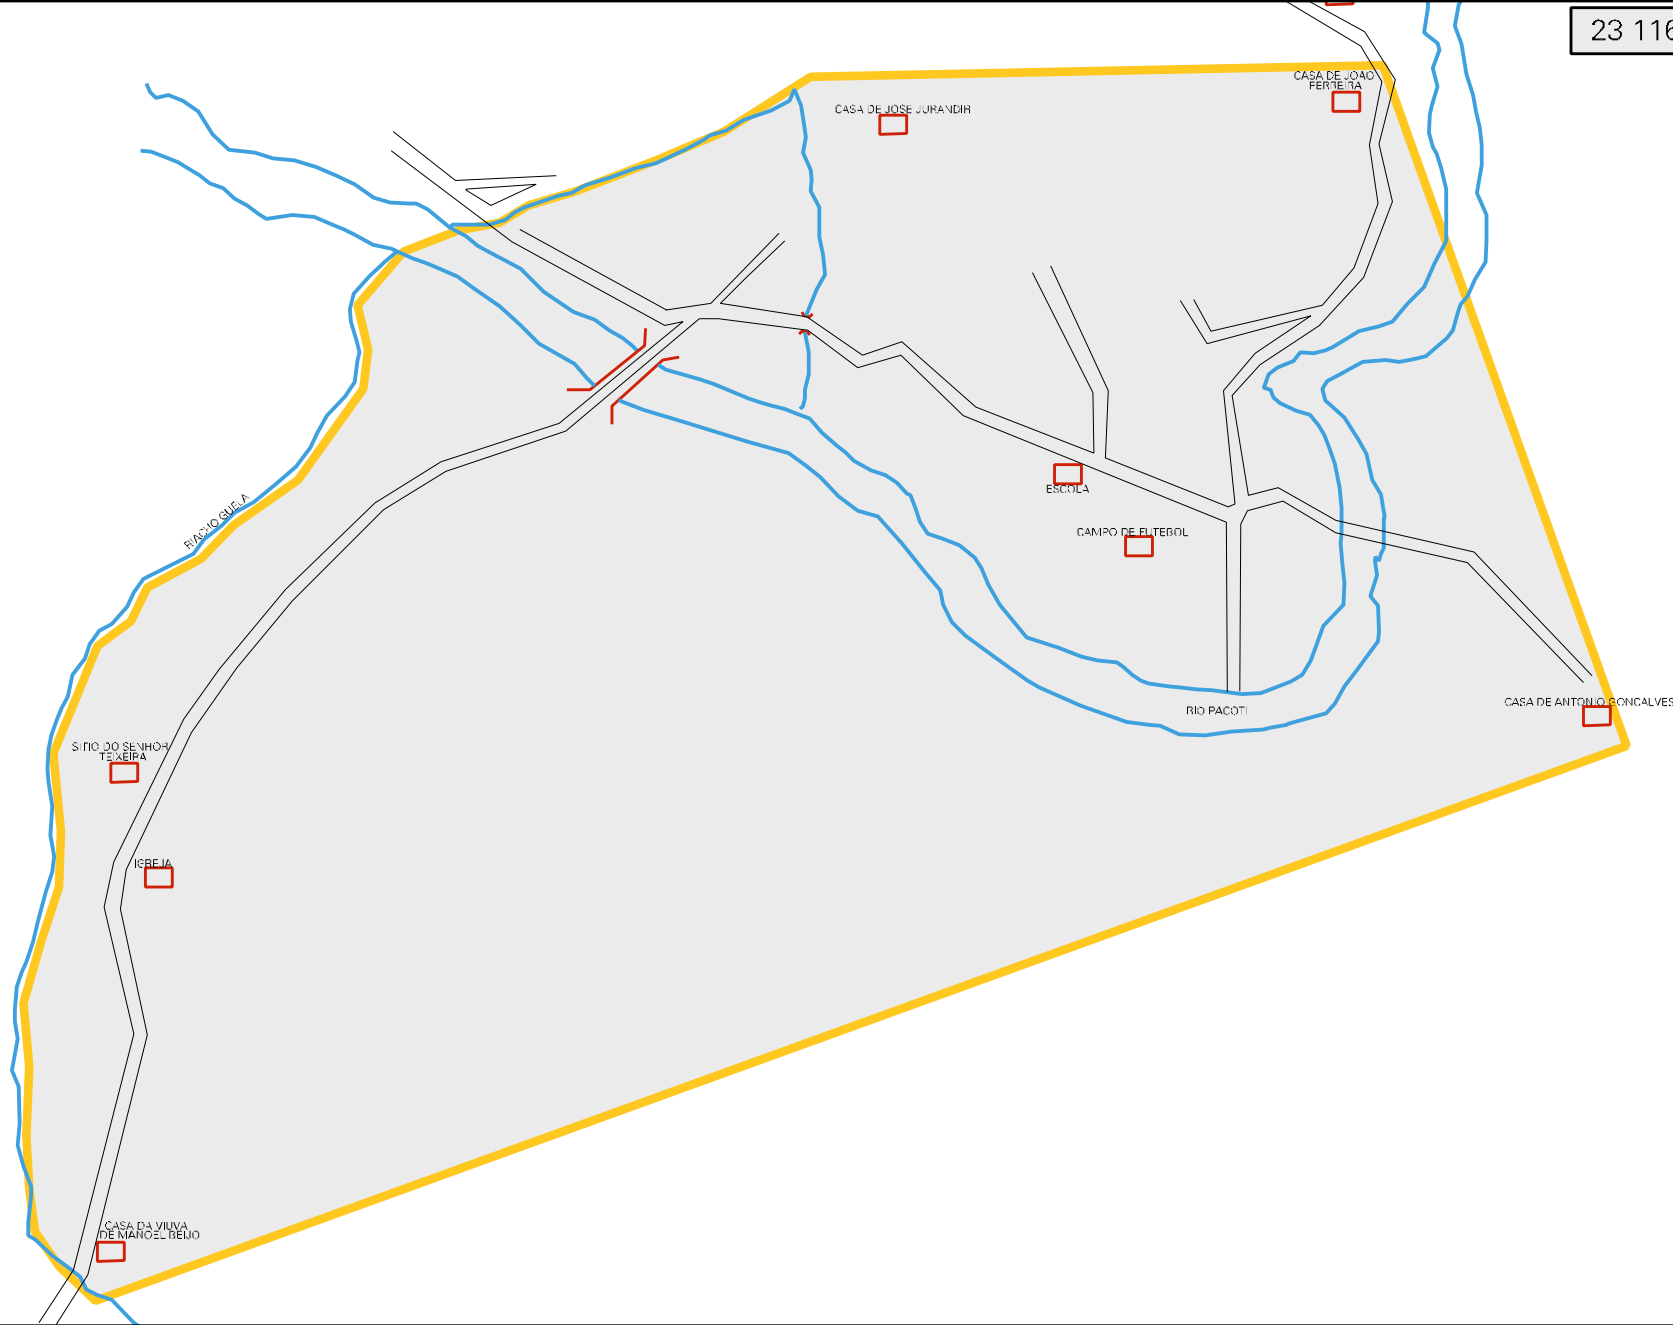 23 116
CASA DE JOAO
FERREIRA
CASA DE JOSE JURANDIR
ESCOLA
CAMPO DE FUTEBOL
RIACHO GUELA
CASA DE ANTONIO GONCALVES
RIO PACOTI
SITIO DO SENHOR
TEIXEIRA
IGREJA
CASA DA VIUVA
DE MANOEL BEIJO